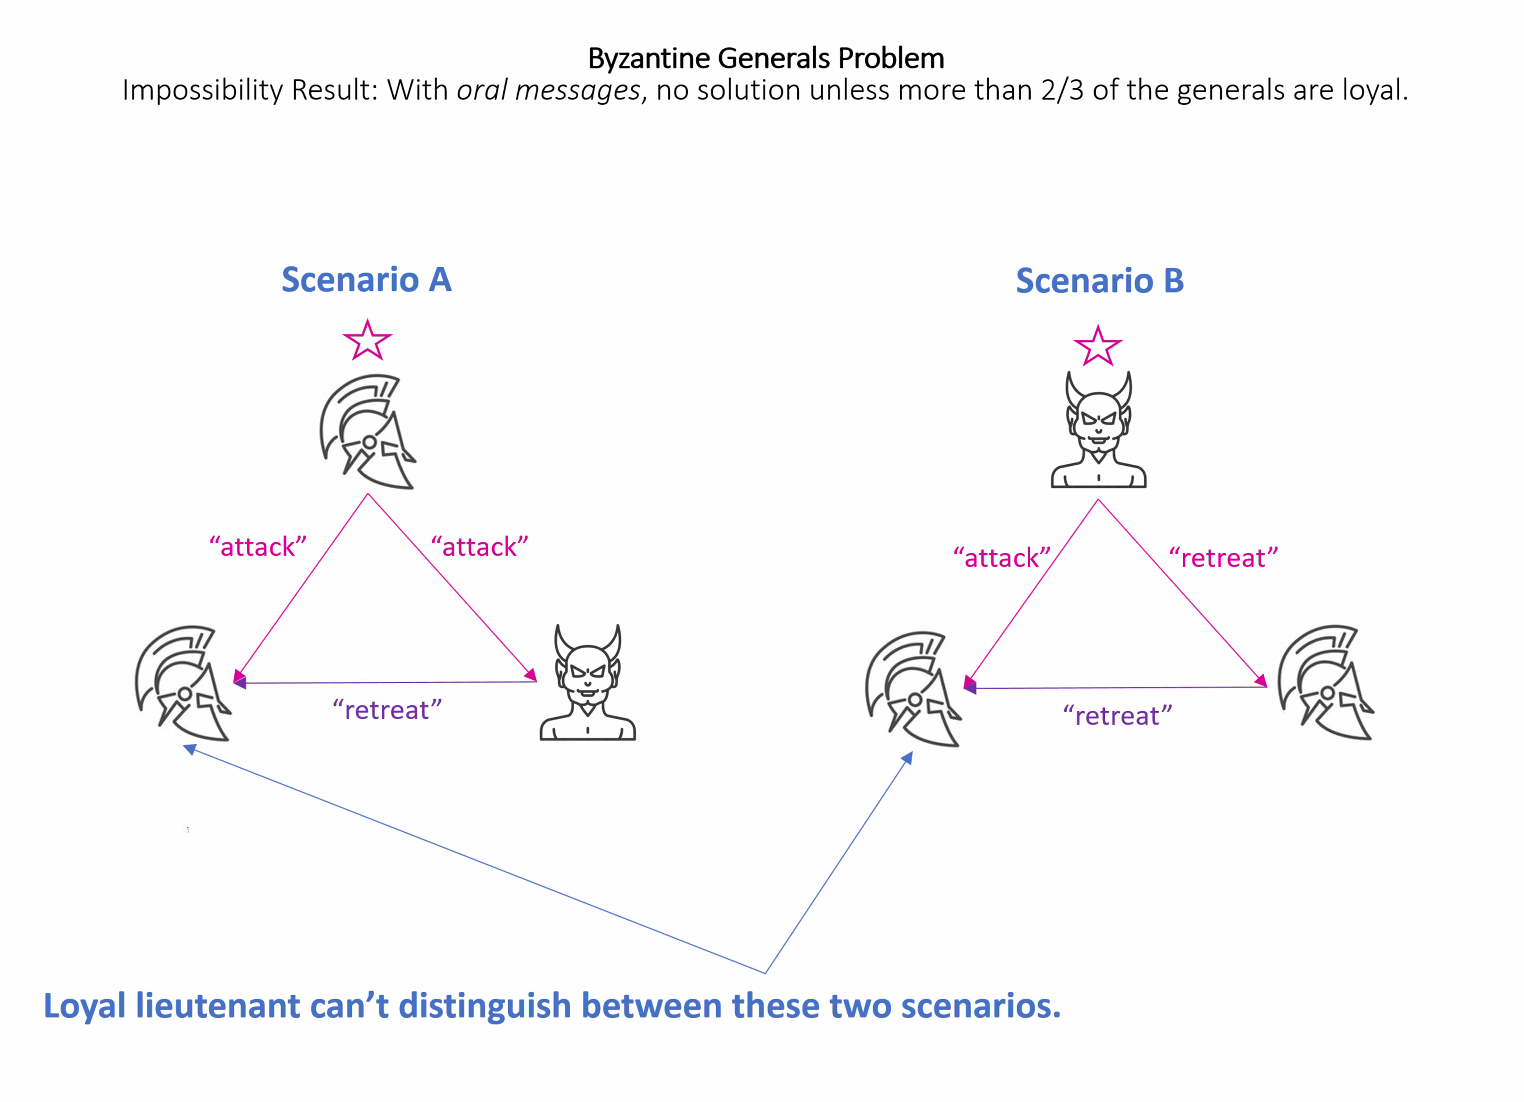 Byzantine Generals Problem
Impossibility Result: With oral messages, no solution unless more than 2/3 of the generals are loyal.
Scenario A
Scenario B
“attack”
“attack”
“retreat”
“attack”
“retreat”
“retreat”
Loyal lieutenant can’t distinguish between these two scenarios.